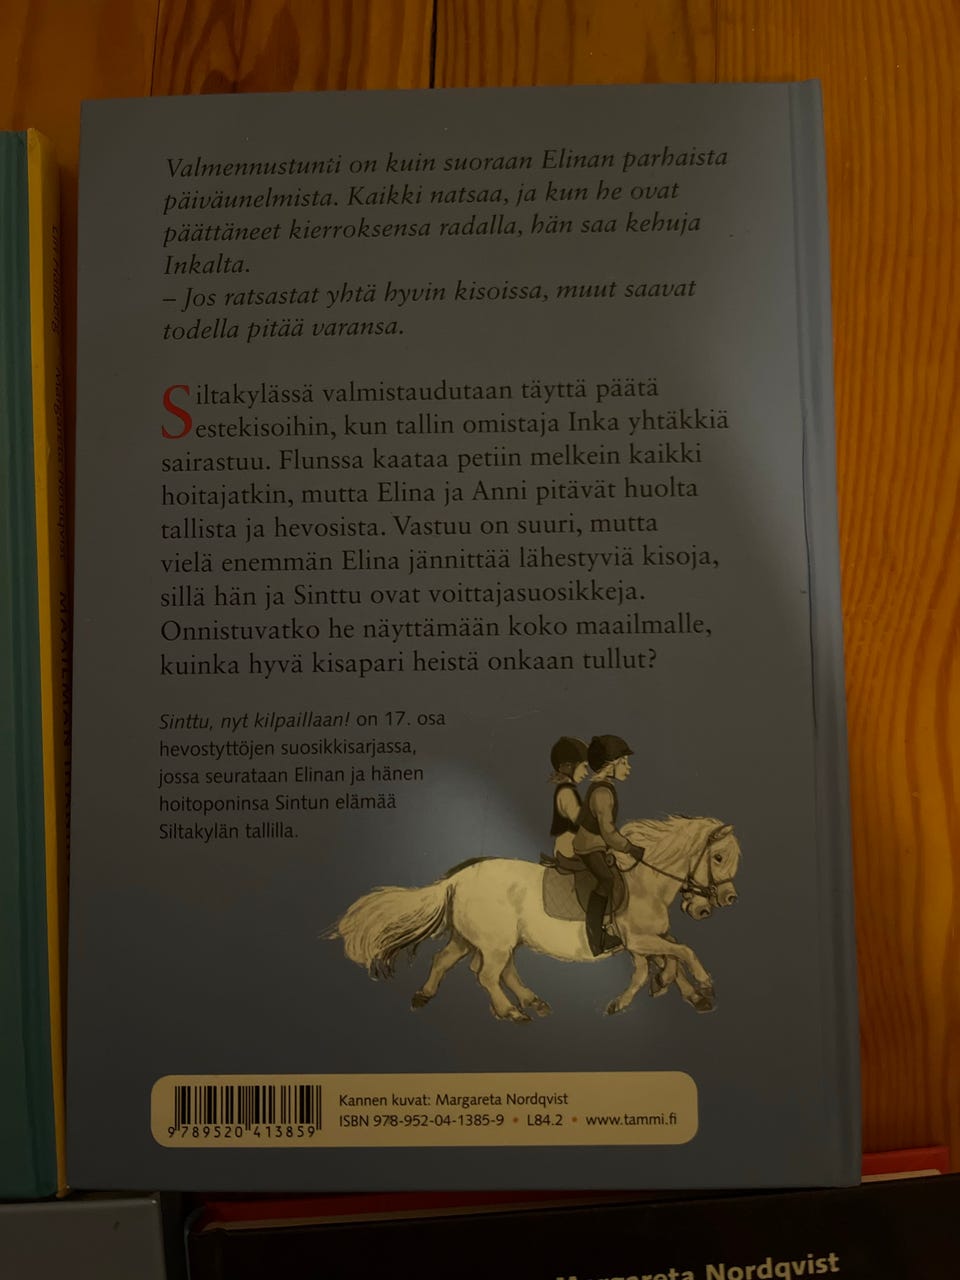 Valmennustunti on kuin suoraan Elinan parhaista
päiväunelmista. Kaikki natsaa, ja kun he ovat
päättäneet kierroksensa radalla, hän saa kehuja
Inkalta.
– Jos ratsastat yhtä hyvin kisoissa, muut saavat
todella pitää varansa.
Siltakylässä valmistaudutaan täyttä päätä
estekisoihin, kun tallin omistaja Inka yhtäkkiä
sairastuu. Flunssa kaataa petiin melkein kaikki
hoitajatkin, mutta Elina ja Anni pitävät huolta
tallista ja hevosista. Vastuu on suuri, mutta
vielä enemmän Elina jännittää lähestyviä kisoja,
sillä hän ja Sinttu ovat voittajasuosikkeja.
Onnistuvatko he näyttämään koko maailmalle,
kuinka hyvä kisapari heistä onkaan tullut?
Sinttu, nyt kilpaillaan! on 17. osa
hevostyttöjen suosikkisarjassa,
jossa seurataan Elinan ja hänen
hoitoponinsa Sintun elämää
Siltakylän tallilla.
Kannen kuvat: Margareta Nordqvist
ISBN 978-952-04-1385-9 • L84.2 • www.tammi.fi
9 789520 413859
Margareta Nordqvist
Margareta Nordqvist